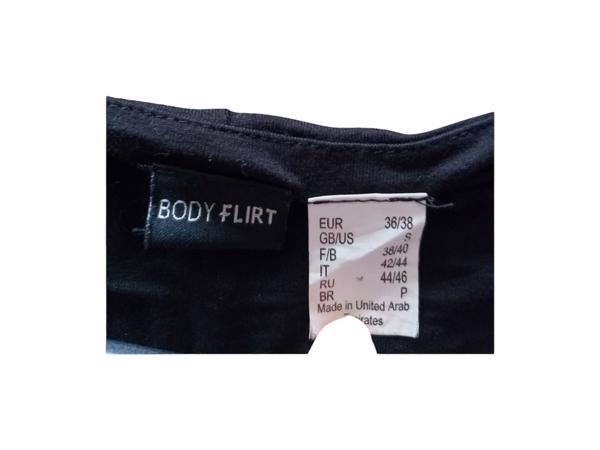 BODY FLIRT
EUR 36/38
GB/US S
F/B 38/40
IT 42/44
RU 44/46
BR P
Made in United Arab